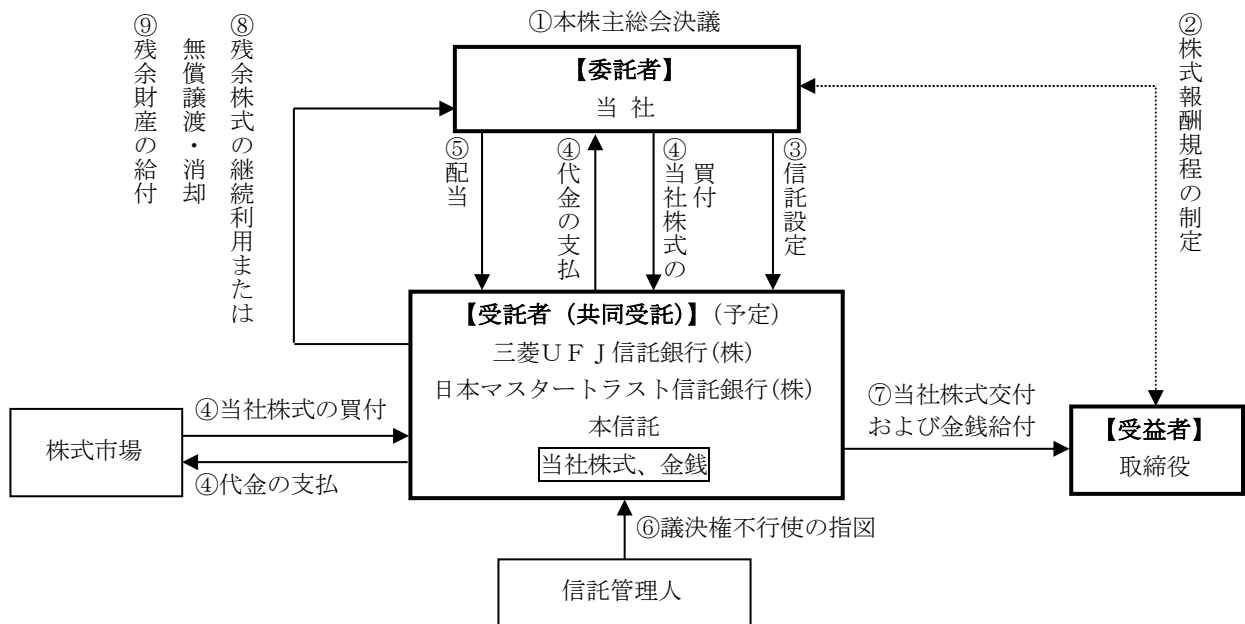 ①本株主総会決議
【委託者】
当 社
②株式報酬規程の制定
⑧残余株式の継続利用または
無償譲渡・消却
⑨残余財産の給付
⑤配当
④代金の支払
④当社株式の
買付
③信託設定
【受託者（共同受託）】(予定)
三菱ＵＦＪ信託銀行(株)
日本マスタートラスト信託銀行(株)
本信託
当社株式、金銭
株式市場
④当社株式の買付
④代金の支払
⑦当社株式交付
および金銭給付
【受益者】
取締役
⑥議決権不行使の指図
信託管理人